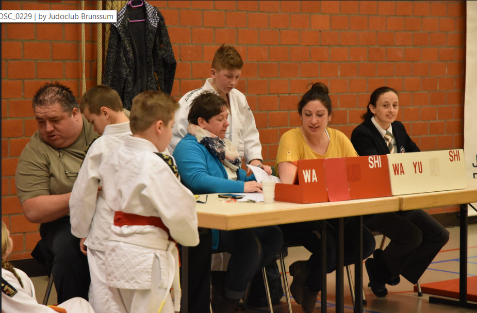 DSC_0229 | by Judoclub Brunssum
WA SHI WA YU SHI